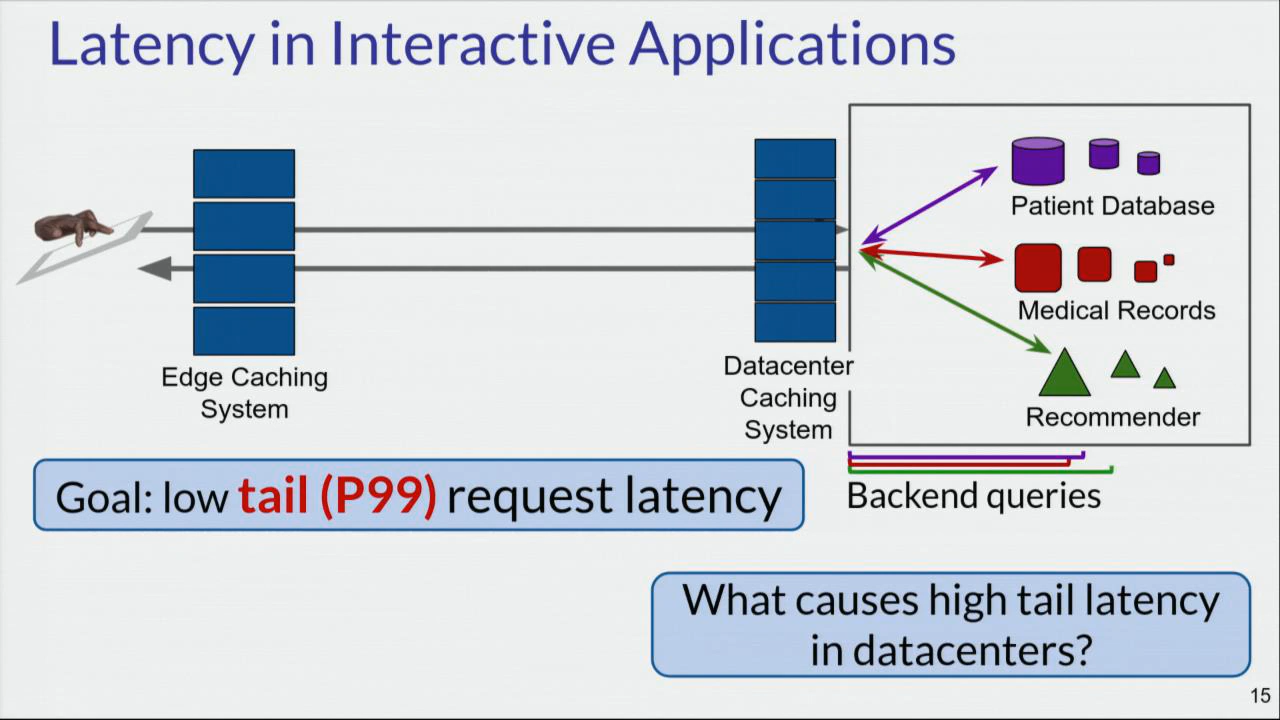 Latency in Interactive Applications
Patient Database
Medical Records
Recommender
Edge Caching
System
Datacenter
Caching
System
Goal: low tail (P99) request latency
Backend queries
What causes high tail latency
in datacenters?
15